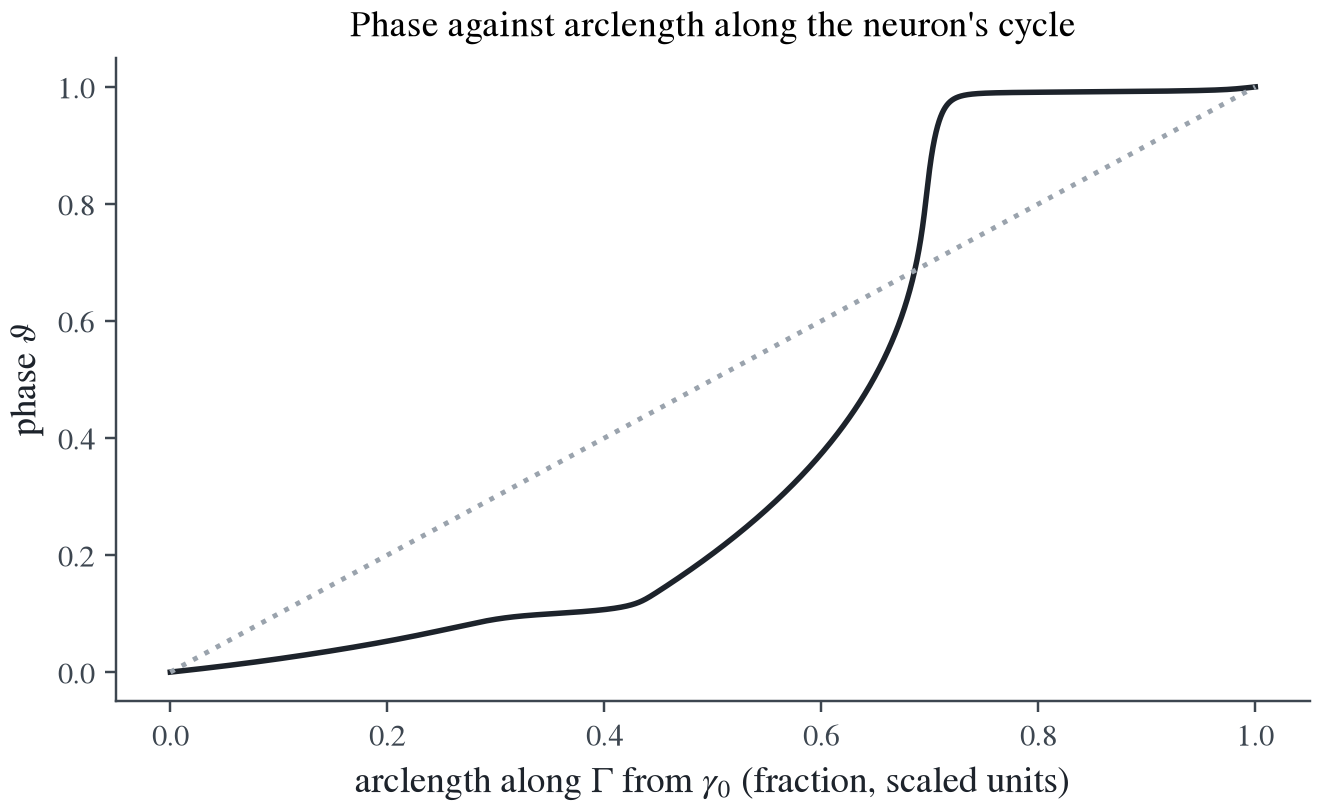 Phase against arclength along the neuron's cycle
phase ϑ
1.0
0.8
0.6
0.4
0.2
0.0
0.0 0.2 0.4 0.6 0.8 1.0
arclength along Γ from γ₀ (fraction, scaled units)